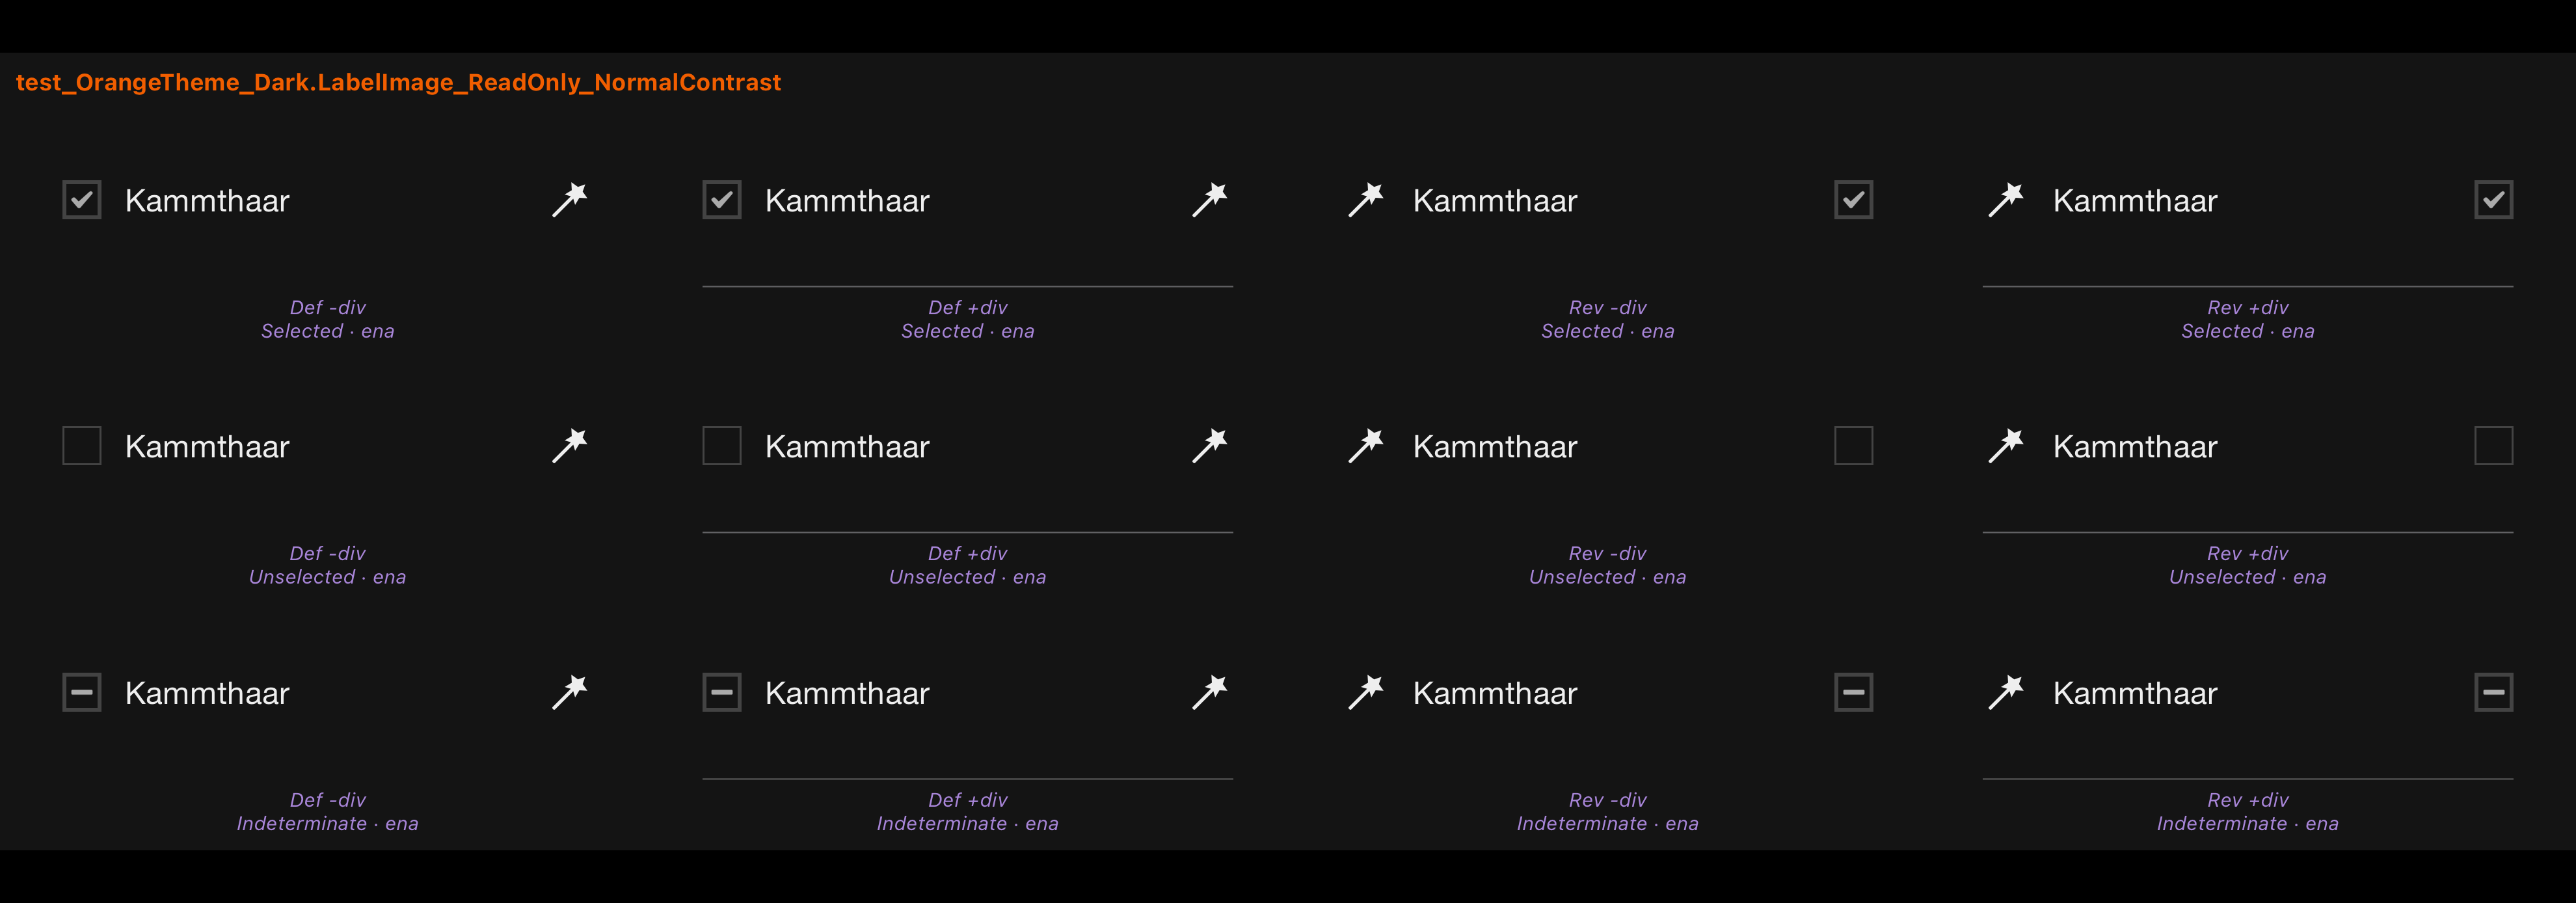 test_OrangeTheme_Dark.LabelImage_ReadOnly_NormalContrast
Kammthaar
Kammthaar
Kammthaar
Kammthaar
Def -div
Selected · ena
Def +div
Selected · ena
Rev -div
Selected · ena
Rev +div
Selected · ena
Kammthaar
Kammthaar
Kammthaar
Kammthaar
Def -div
Unselected · ena
Def +div
Unselected · ena
Rev -div
Unselected · ena
Rev +div
Unselected · ena
Kammthaar
Kammthaar
Kammthaar
Kammthaar
Def -div
Indeterminate · ena
Def +div
Indeterminate · ena
Rev -div
Indeterminate · ena
Rev +div
Indeterminate · ena